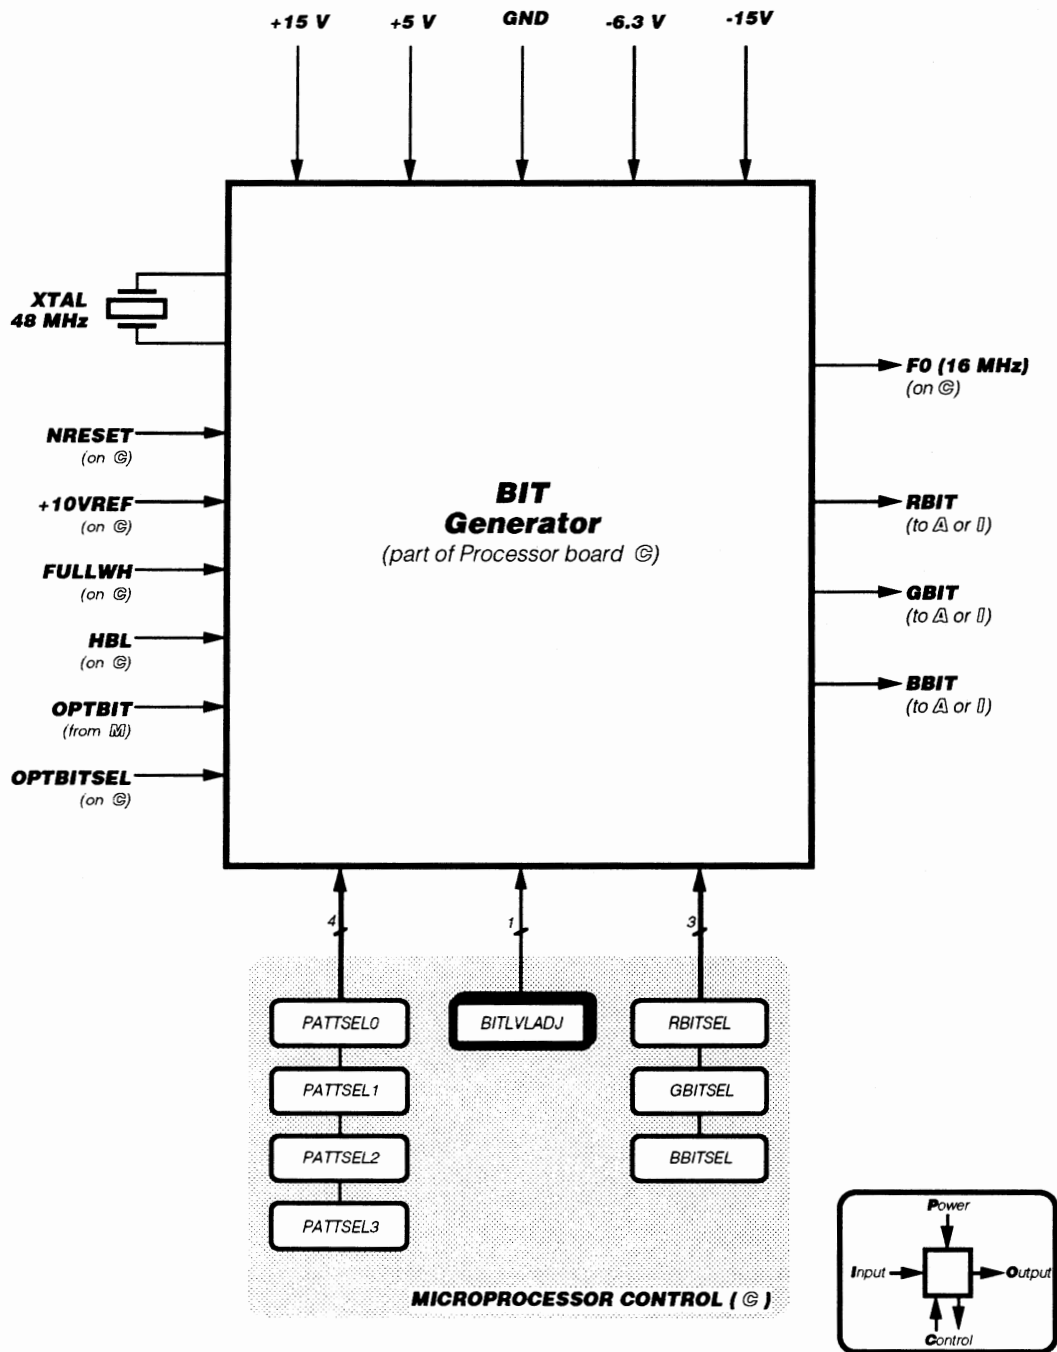 +15 V +5 V GND -6.3 V -15V
XTAL
48 MHz
F0 (16 MHz)
(on C)
NRESET
(on C)
+10VREF
(on C)
RBIT
(to A or I)
BIT
Generator
(part of Processor board C)
FULLWH
(on C)
GBIT
(to A or I)
HBL
(on C)
BBIT
(to A or I)
OPTBIT
(from M)
OPTBITSEL
(on C)
4 1 3
PATTSEL0 BITLVLADJ RBITSEL
PATTSEL1 GBITSEL
PATTSEL2 BBITSEL
PATTSEL3
MICROPROCESSOR CONTROL ( C )
Power
Input Output
Control